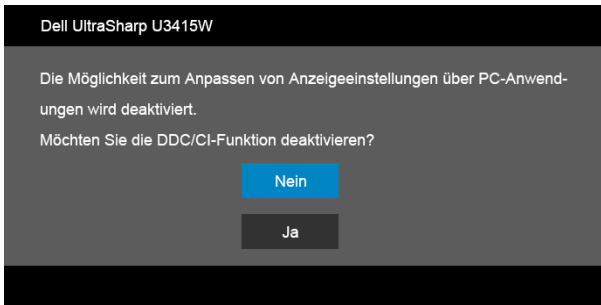 Dell UltraSharp U3415W
Die Möglichkeit zum Anpassen von Anzeigeeinstellungen über PC-Anwend-
ungen wird deaktiviert.
Möchten Sie die DDC/CI-Funktion deaktivieren?
Nein
Ja